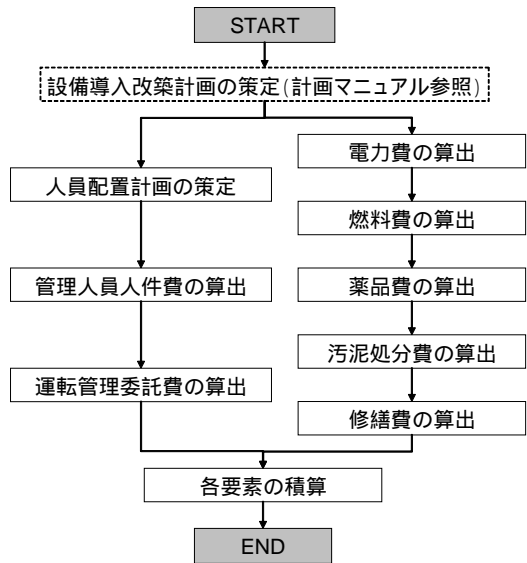 START
設備導入改築計画の策定(計画マニュアル参照)
人員配置計画の策定
管理人員人件費の算出
運転管理委託費の算出
電力費の算出
燃料費の算出
薬品費の算出
汚泥処分費の算出
修繕費の算出
各要素の積算
END